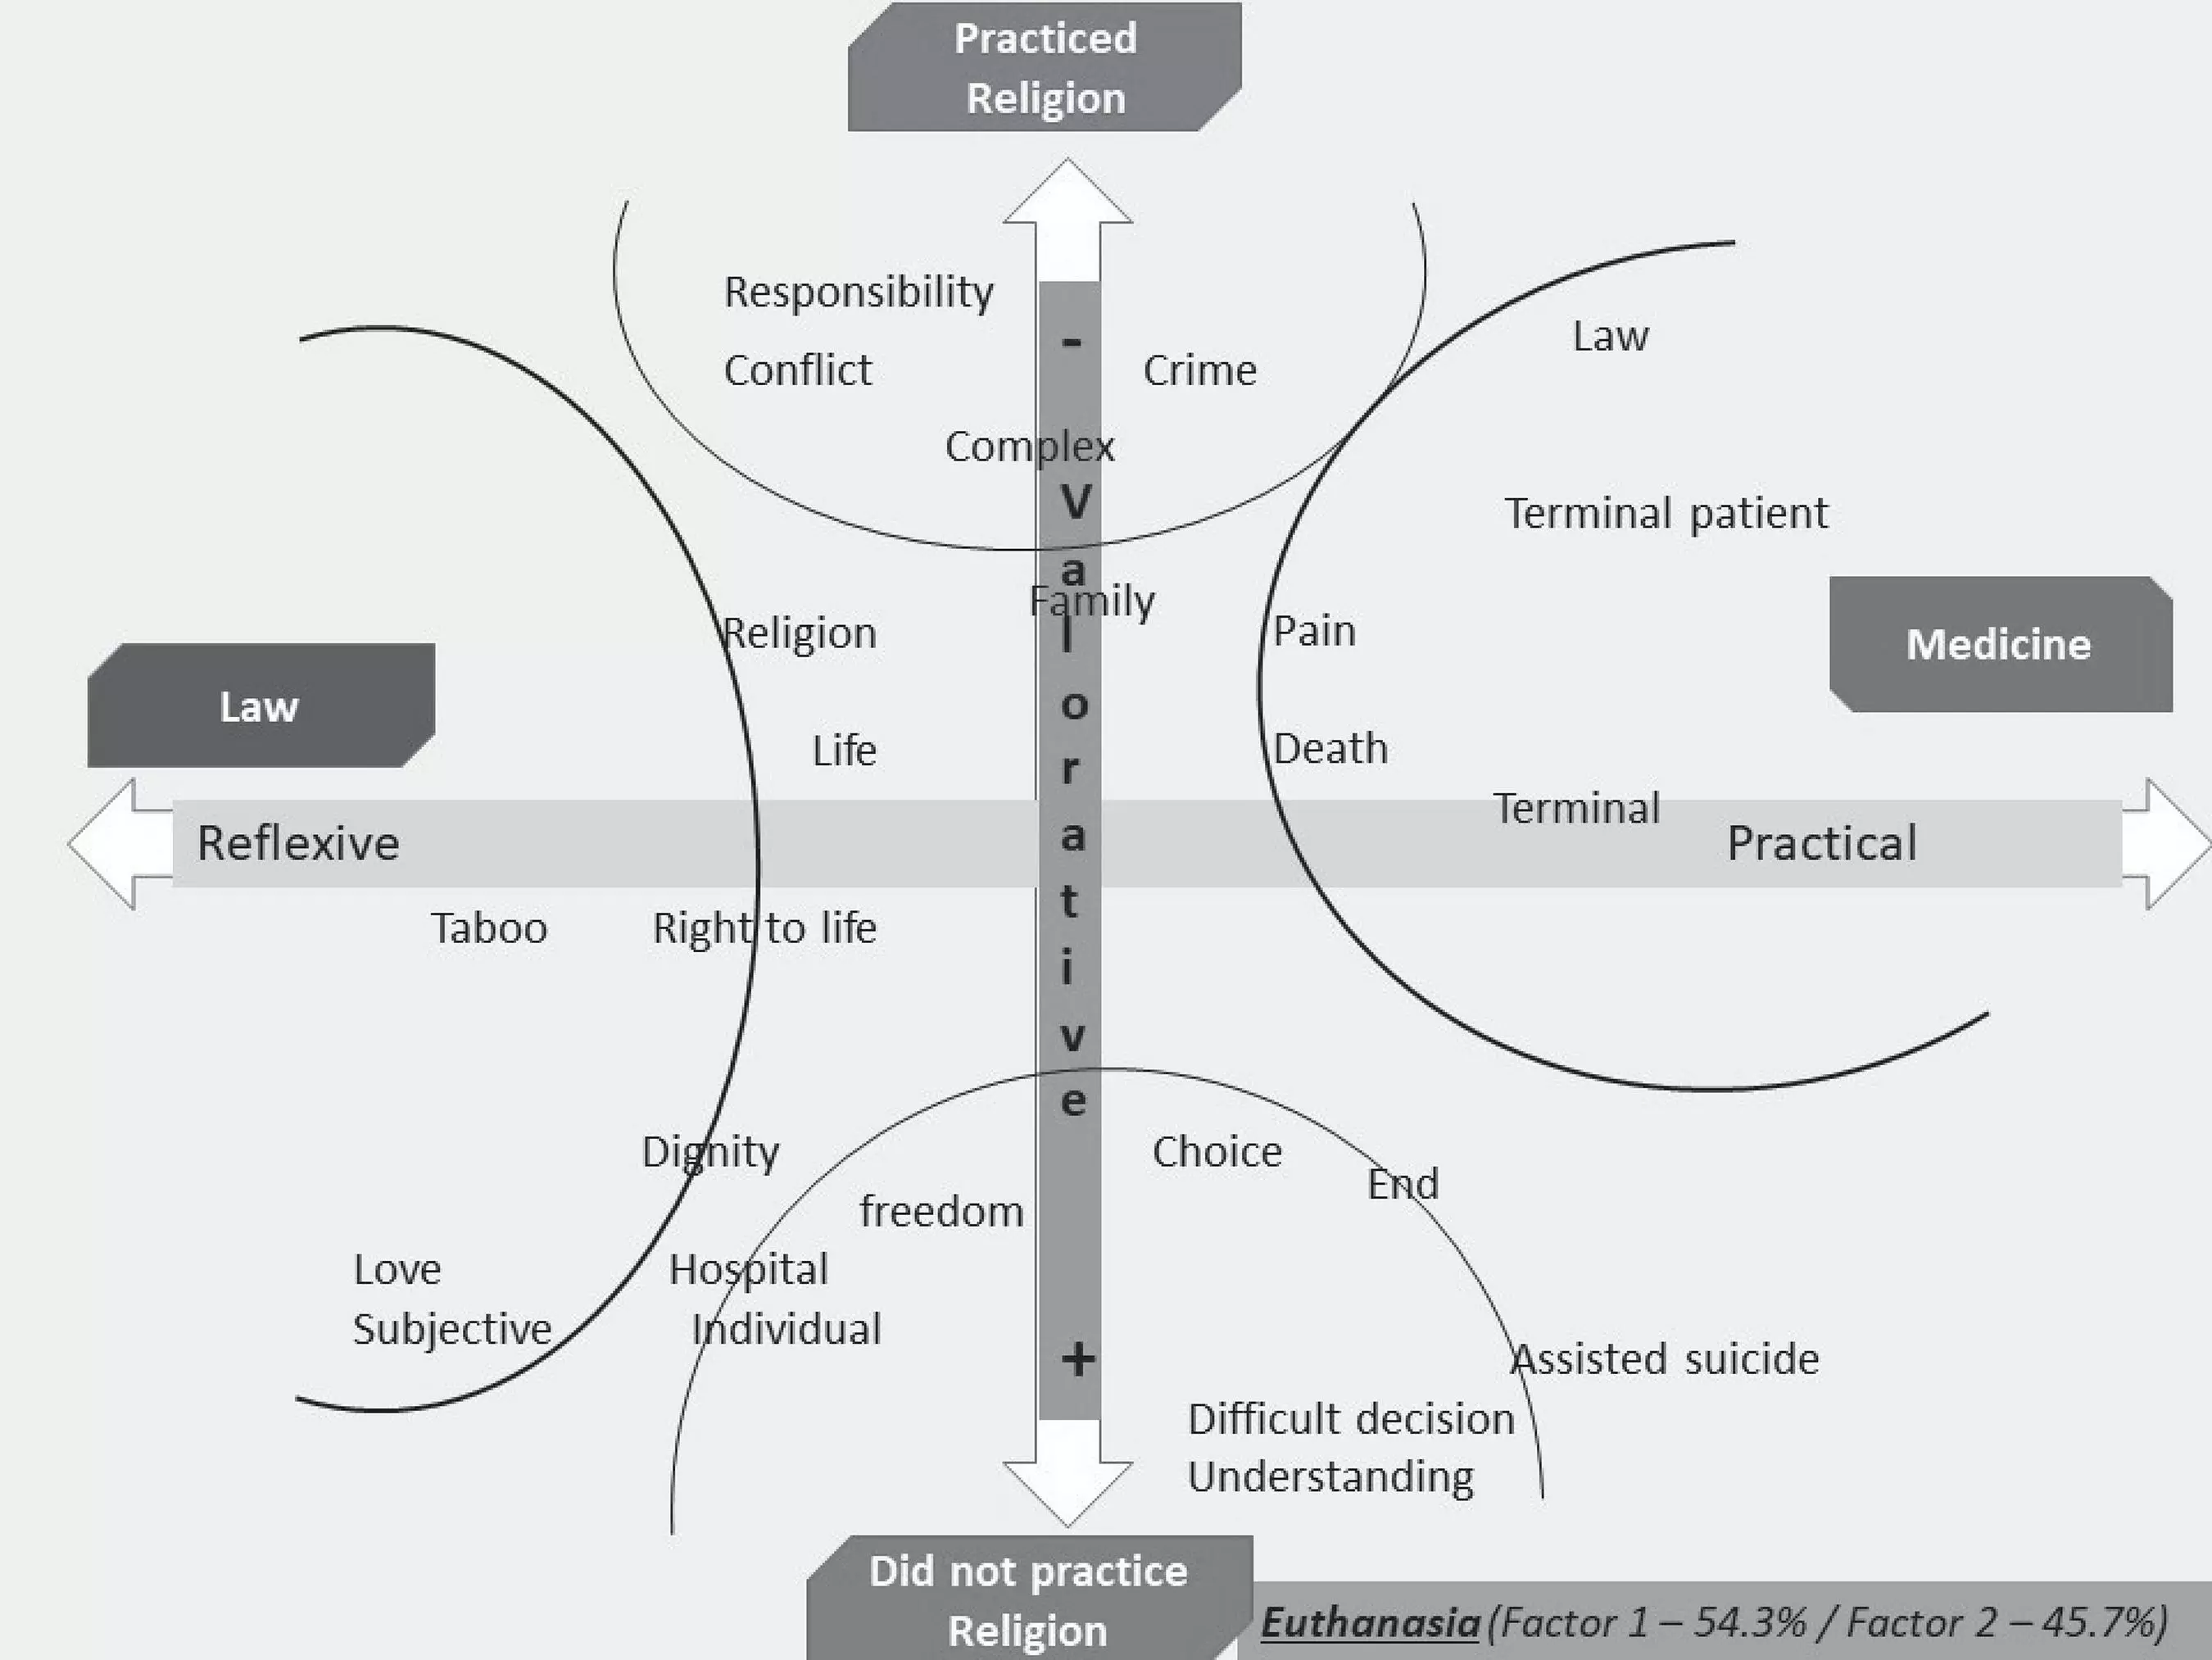 Practiced
Religion
Responsibility
-
Conflict
Crime
Law
Complex
Terminal patient
Valorative
Family
Religion
Pain
Medicine
Law
Life
Death
Terminal
Reflexive
Practical
Taboo
Right to life
Dignity
Choice
End
freedom
Love
Hospital
Subjective
Individual
+
Assisted suicide
Difficult decision
Understanding
Did not practice
Religion
Euthanasia (Factor 1 – 54.3% / Factor 2 – 45.7%)